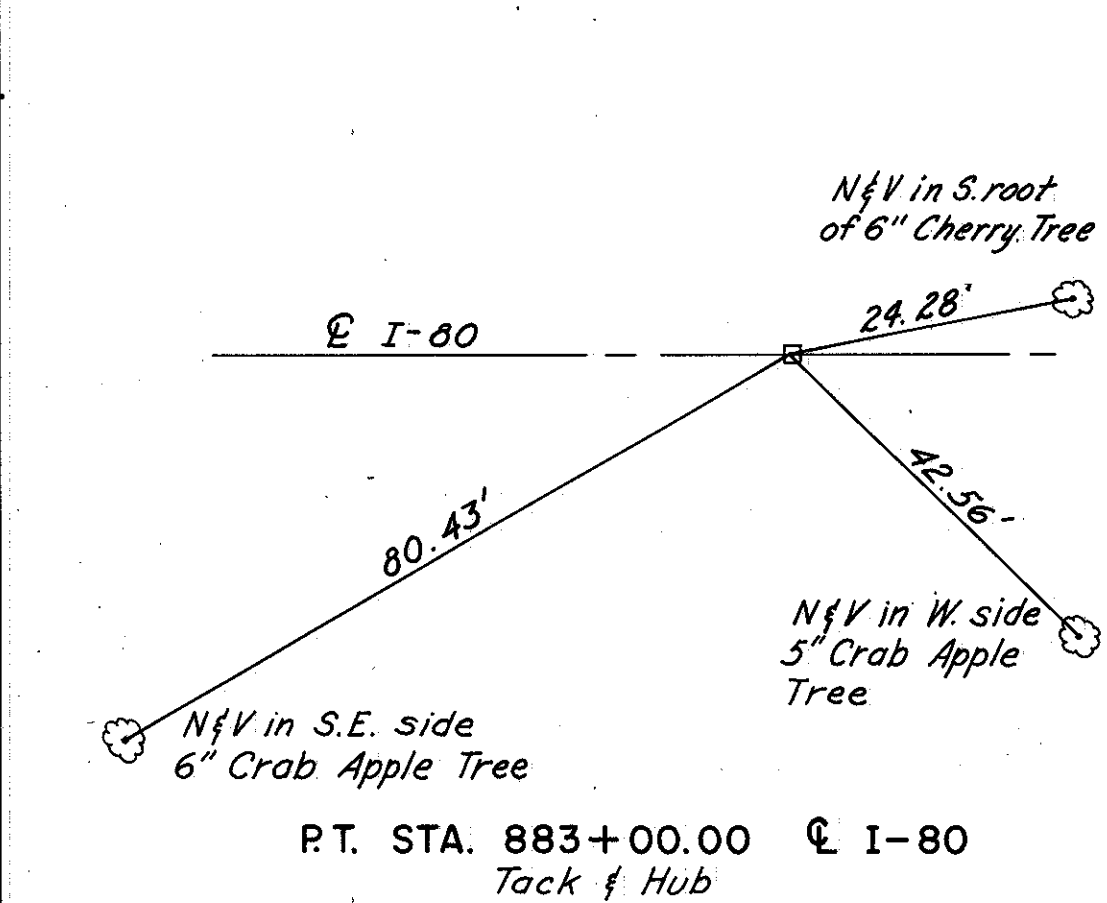 N&V in S. root
of 6" Cherry Tree
24.28'
℄ I-80
80.43'
42.56'
N&V in W. side
5" Crab Apple
Tree
N&V in S.E. side
6" Crab Apple Tree
P.T. STA. 883+00.00 ℄ I-80
Tack & Hub